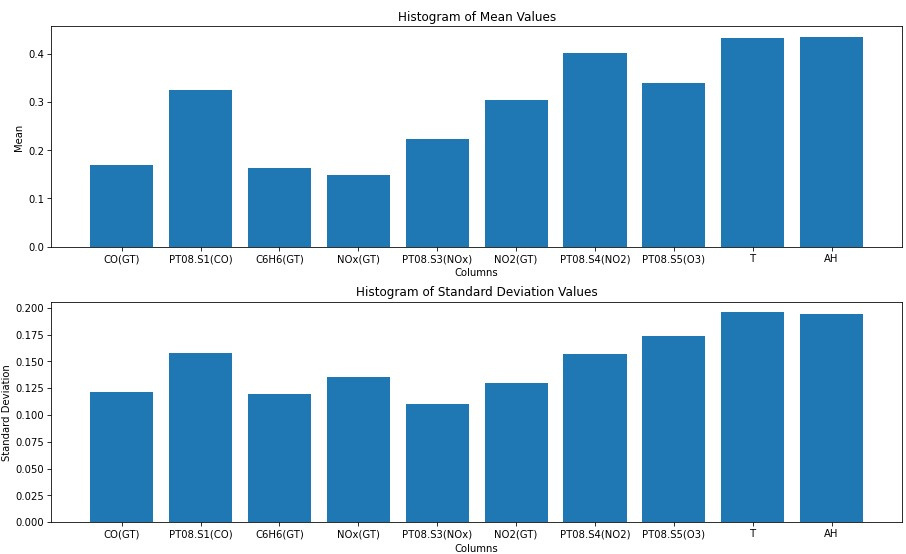 Histogram of Mean Values
Mean
0.4
0.3
0.2
0.1
0.0
CO(GT) PT08.S1(CO) C6H6(GT) NOx(GT) PT08.S3(NOx) NO2(GT) PT08.S4(NO2) PT08.S5(O3) T AH
Columns
Histogram of Standard Deviation Values
Standard Deviation
0.200
0.175
0.150
0.125
0.100
0.075
0.050
0.025
0.000
CO(GT) PT08.S1(CO) C6H6(GT) NOx(GT) PT08.S3(NOx) NO2(GT) PT08.S4(NO2) PT08.S5(O3) T AH
Columns